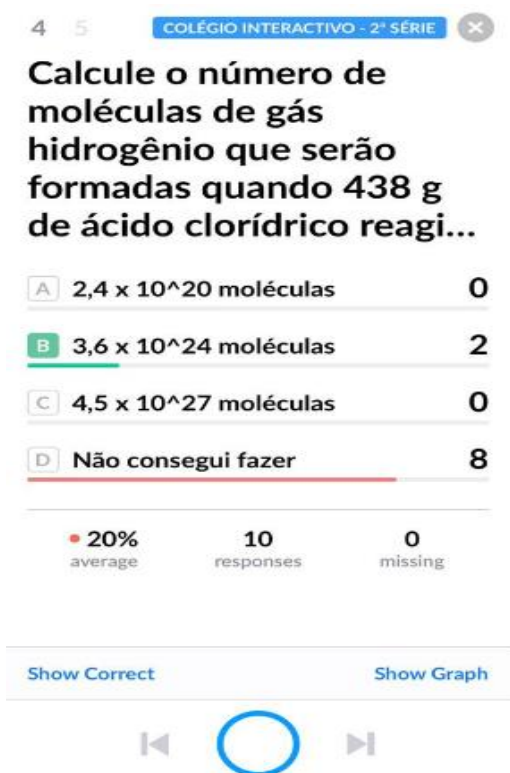 4 5 COLÉGIO INTERACTIVO - 2ª SÉRIE
Calcule o número de
moléculas de gás
hidrogênio que serão
formadas quando 438 g
de ácido clorídrico reagi...
A 2,4 x 10^20 moléculas 0
B 3,6 x 10^24 moléculas 2
C 4,5 x 10^27 moléculas 0
D Não consegui fazer 8
20% 10 0
average responses missing
Show Correct Show Graph